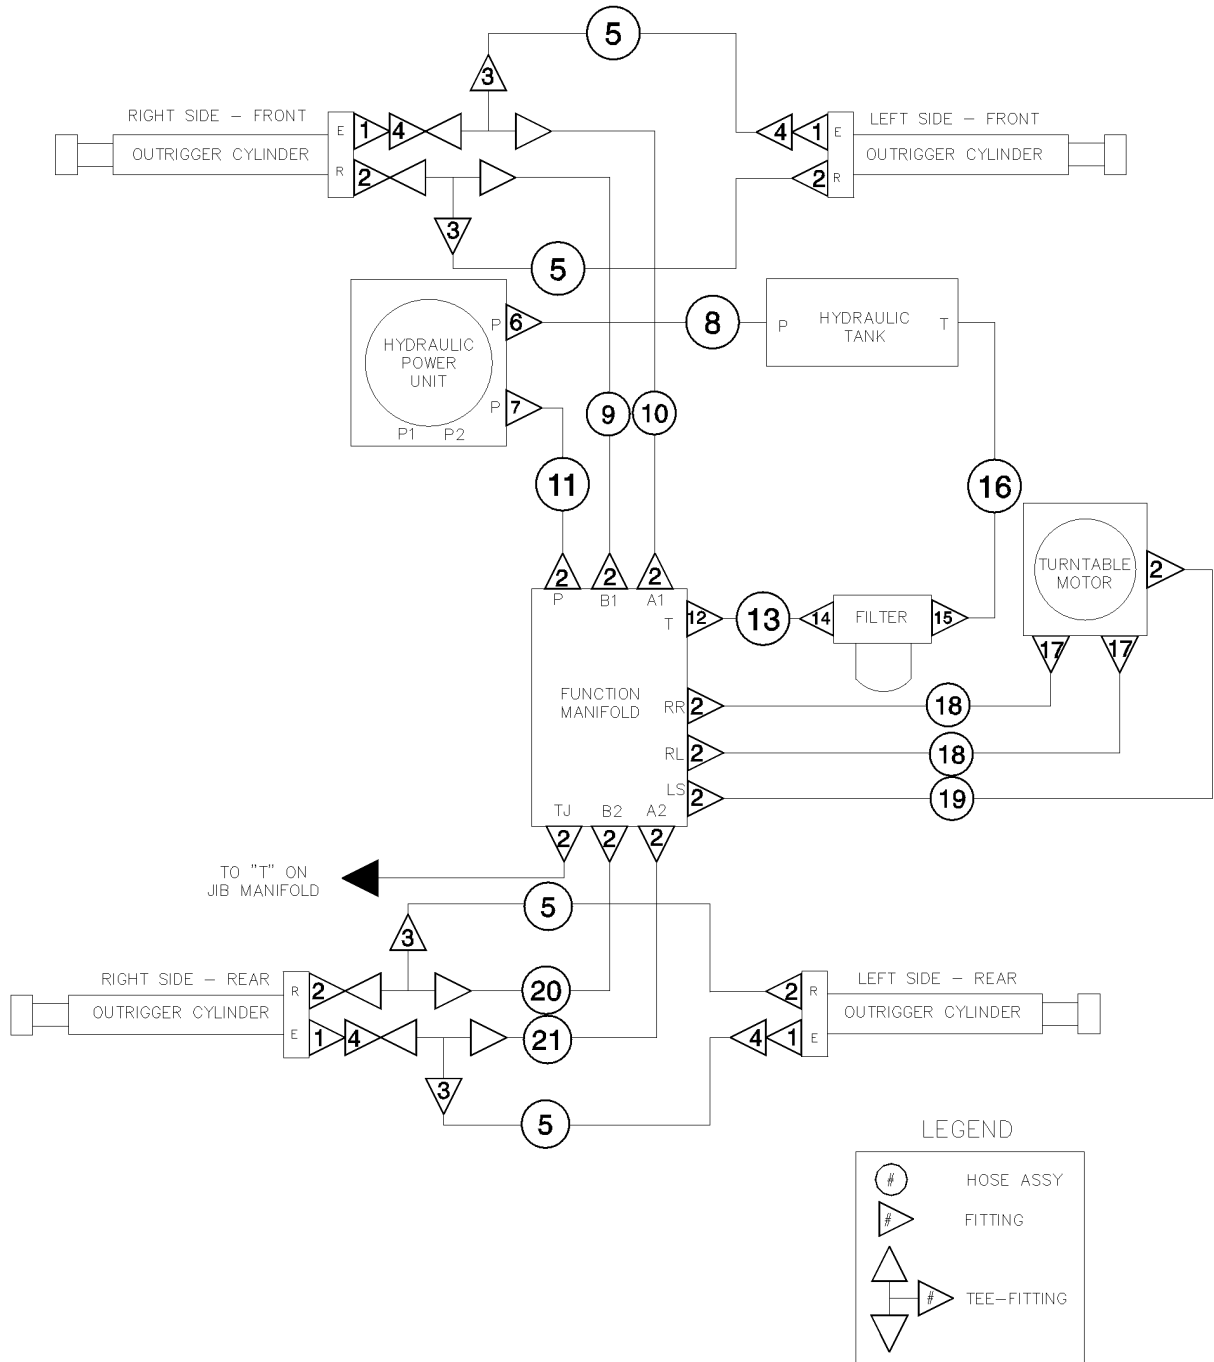 5
3
RIGHT SIDE – FRONT
LEFT SIDE – FRONT
E 1 4
4 1 E
OUTRIGGER CYLINDER
OUTRIGGER CYLINDER
R 2
2 R
3
5
HYDRAULIC
POWER
UNIT
P 6
8
P
HYDRAULIC
TANK
T
P 7
P1 P2
9
10
11
16
2
2
2
P
B1
A1
TURNTABLE
MOTOR
2
T 12
13
14
FILTER
15
17
17
FUNCTION
MANIFOLD
RR 2
18
RL 2
18
LS 2
19
TJ
B2
A2
2
2
2
TO "T" ON
JIB MANIFOLD
5
3
RIGHT SIDE – REAR
LEFT SIDE – REAR
R 2
20
2 R
OUTRIGGER CYLINDER
OUTRIGGER CYLINDER
E 1 4
21
4 1 E
3
5
LEGEND
# HOSE ASSY
# FITTING
# TEE–FITTING